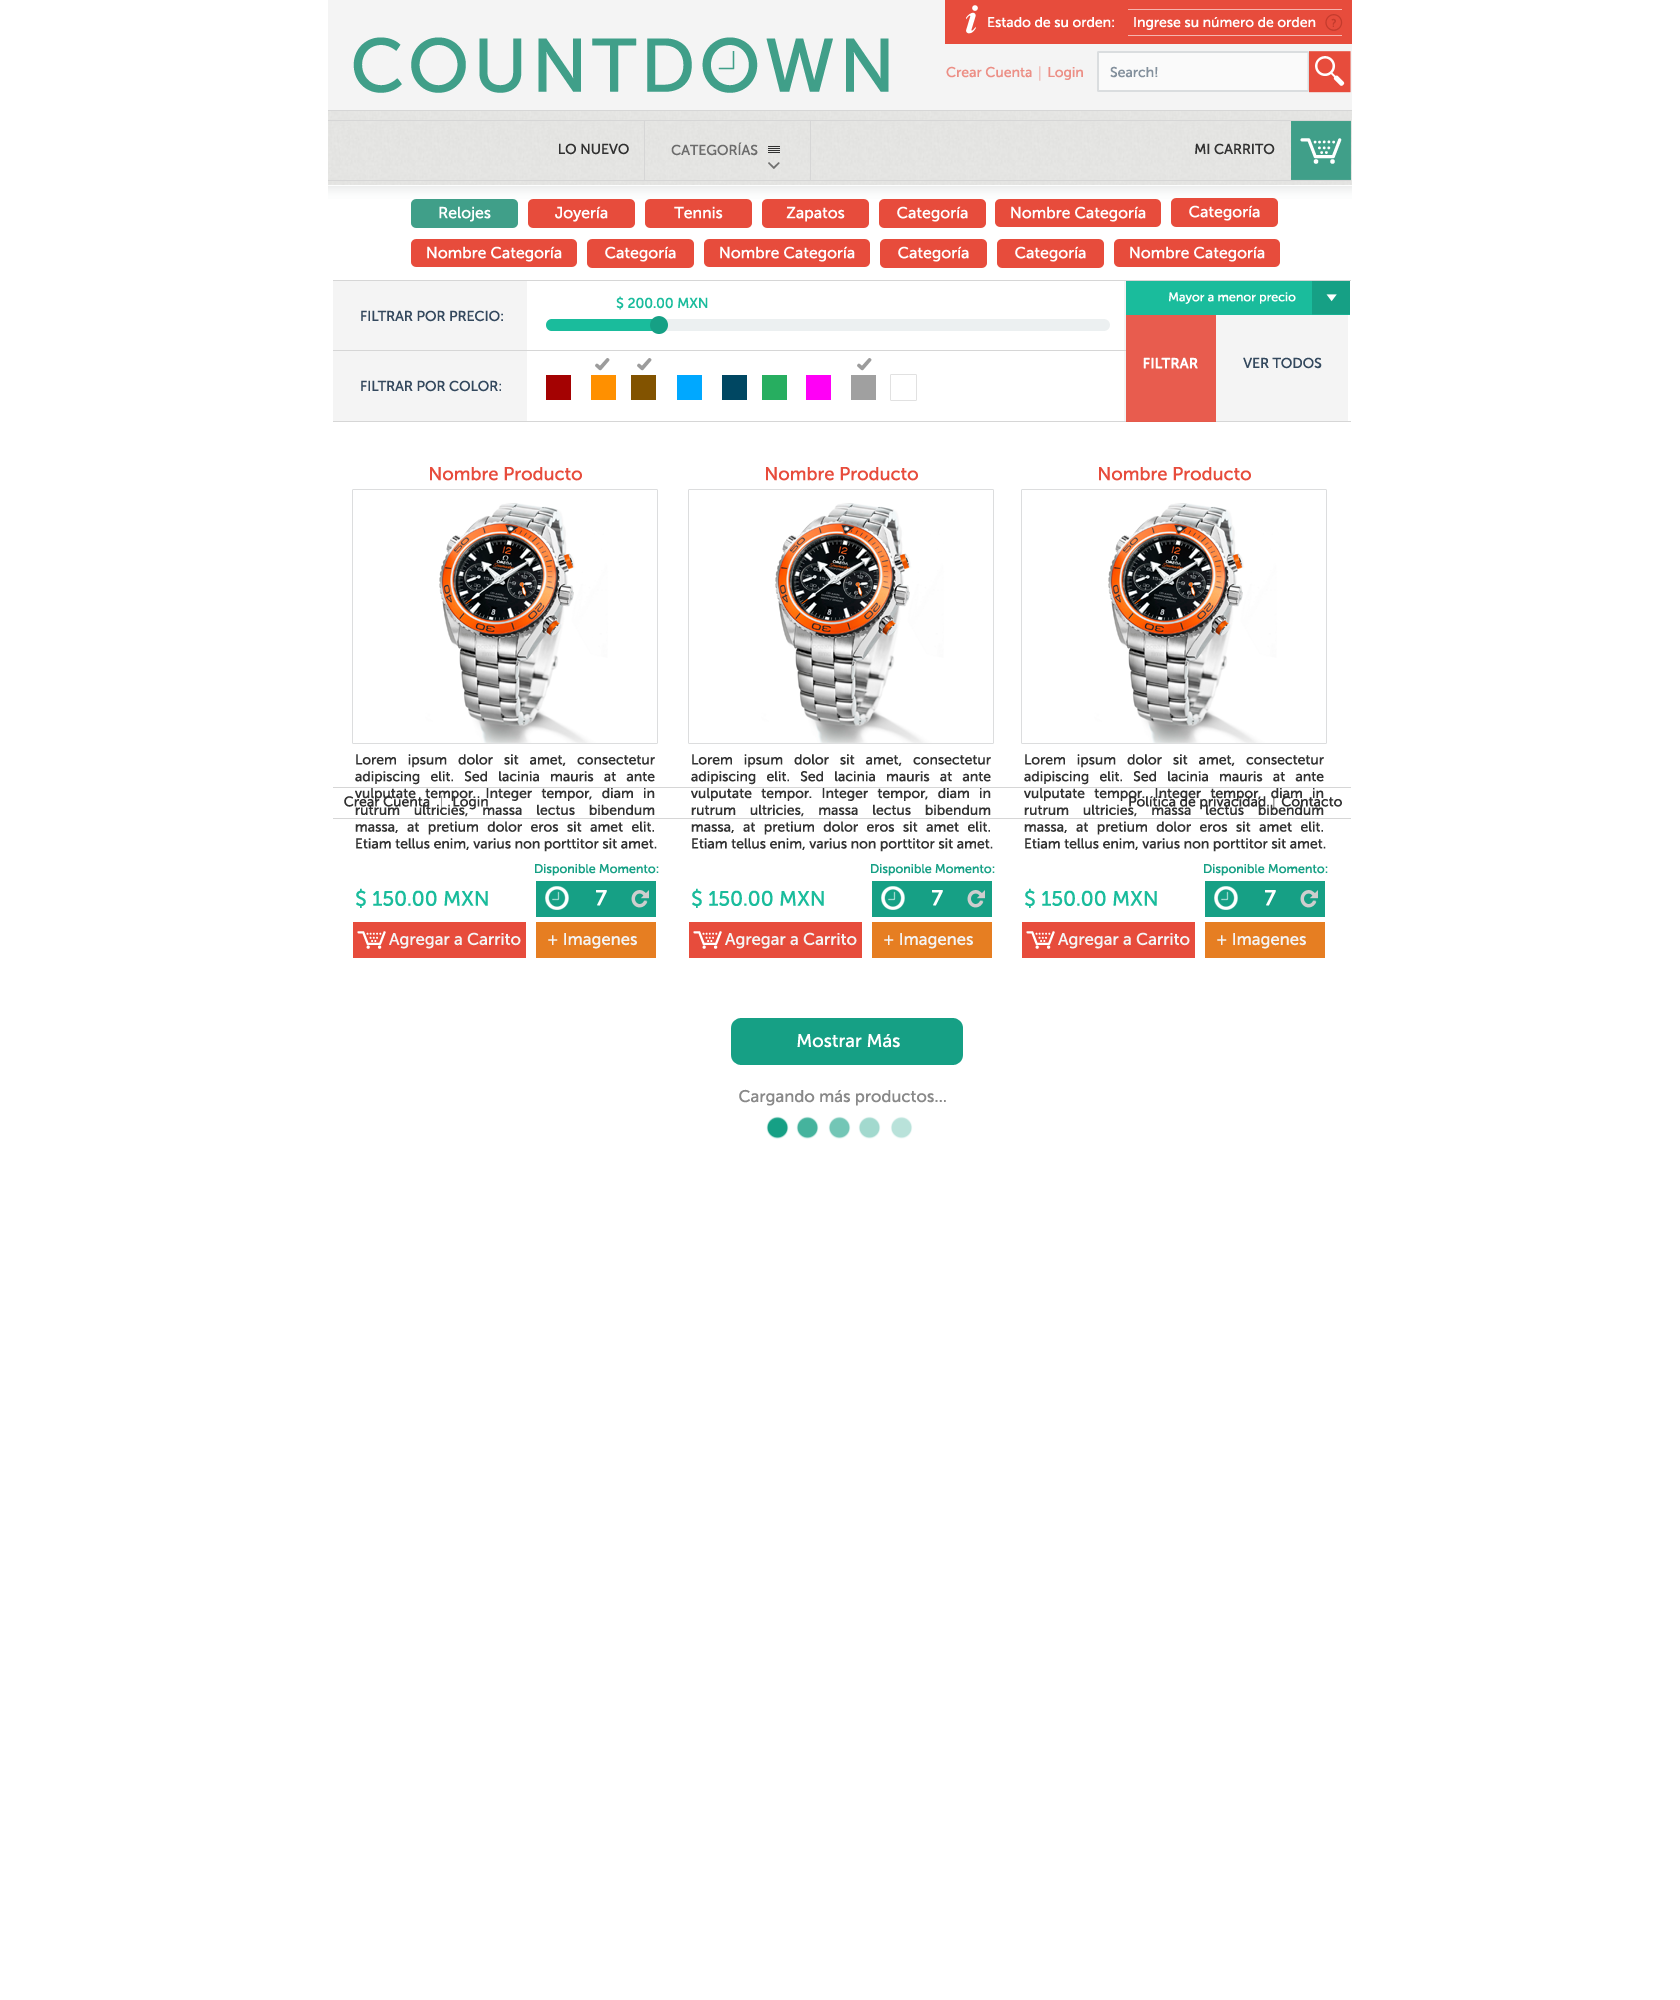 Estado de su orden: Ingrese su número de orden ?
COUNTDOWN
Crear Cuenta | Login Search!
LO NUEVO CATEGORÍAS MI CARRITO
Relojes Joyería Tennis Zapatos Categoría Nombre Categoría Categoría
Nombre Categoría Categoría Nombre Categoría Categoría Categoría Nombre Categoría
$ 200.00 MXN Mayor a menor precio
FILTRAR POR PRECIO:
FILTRAR VER TODOS
FILTRAR POR COLOR:
Nombre Producto Nombre Producto Nombre Producto
Lorem ipsum dolor sit amet, consectetur
adipiscing elit. Sed lacinia mauris at ante
vulputate tempor. Integer tempor, diam in
rutrum ultricies, massa lectus bibendum
massa, at pretium dolor eros sit amet elit.
Etiam tellus enim, varius non porttitor sit amet.
Lorem ipsum dolor sit amet, consectetur
adipiscing elit. Sed lacinia mauris at ante
vulputate tempor. Integer tempor, diam in
rutrum ultricies, massa lectus bibendum
massa, at pretium dolor eros sit amet elit.
Etiam tellus enim, varius non porttitor sit amet.
Lorem ipsum dolor sit amet, consectetur
adipiscing elit. Sed lacinia mauris at ante
vulputate tempor. Integer tempor, diam in
rutrum ultricies, massa lectus bibendum
massa, at pretium dolor eros sit amet elit.
Etiam tellus enim, varius non porttitor sit amet.
Crear Cuenta | Login Política de privacidad | Contacto
Disponible Momento: Disponible Momento: Disponible Momento:
$ 150.00 MXN 7 $ 150.00 MXN 7 $ 150.00 MXN 7
Agregar a Carrito + Imagenes Agregar a Carrito + Imagenes Agregar a Carrito + Imagenes
Mostrar Más
Cargando más productos...